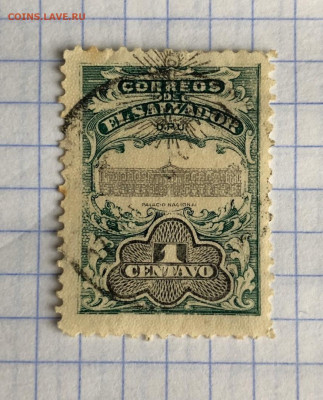 COINS.LAVE.RU
CORREOS
DE
EL SALVADOR
PALACIO NACIONAL
1
CENTAVO